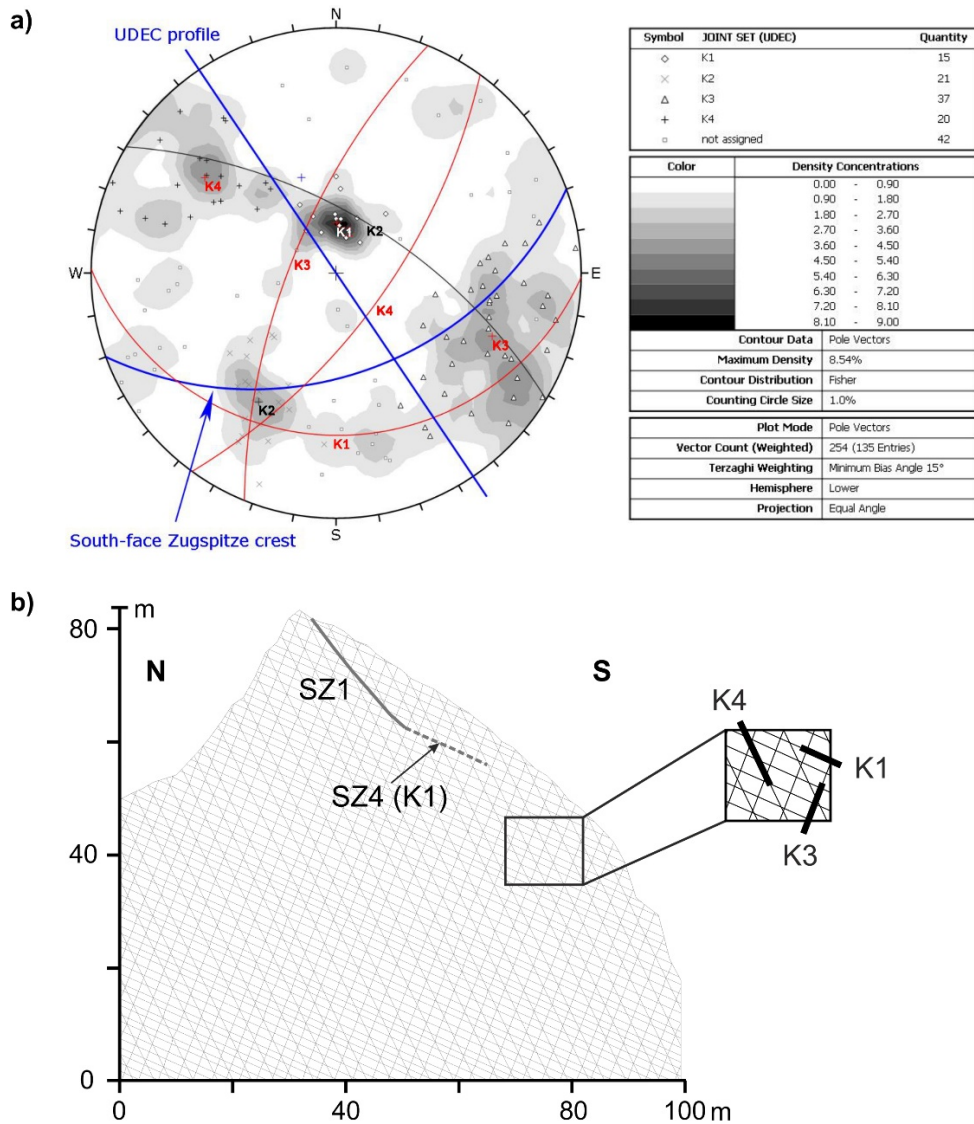 a)
UDEC profile
N
K4
K1
K2
K3
W
E
K4
K3
K2
K1
S
South-face Zugspitze crest
Symbol JOINT SET (UDEC) Quantity
◇ K1 15
× K2 21
△ K3 37
+ K4 20
□ not assigned 42
Color Density Concentrations
0.00 - 0.90
0.90 - 1.80
1.80 - 2.70
2.70 - 3.60
3.60 - 4.50
4.50 - 5.40
5.40 - 6.30
6.30 - 7.20
7.20 - 8.10
8.10 - 9.00
Contour Data Pole Vectors
Maximum Density 8.54%
Contour Distribution Fisher
Counting Circle Size 1.0%
Plot Mode Pole Vectors
Vector Count (Weighted) 254 (135 Entries)
Terzaghi Weighting Minimum Bias Angle 15°
Hemisphere Lower
Projection Equal Angle
b)
m
80
N
S
SZ1
SZ4 (K1)
K4
K1
K3
40
0
0 40 80 100 m